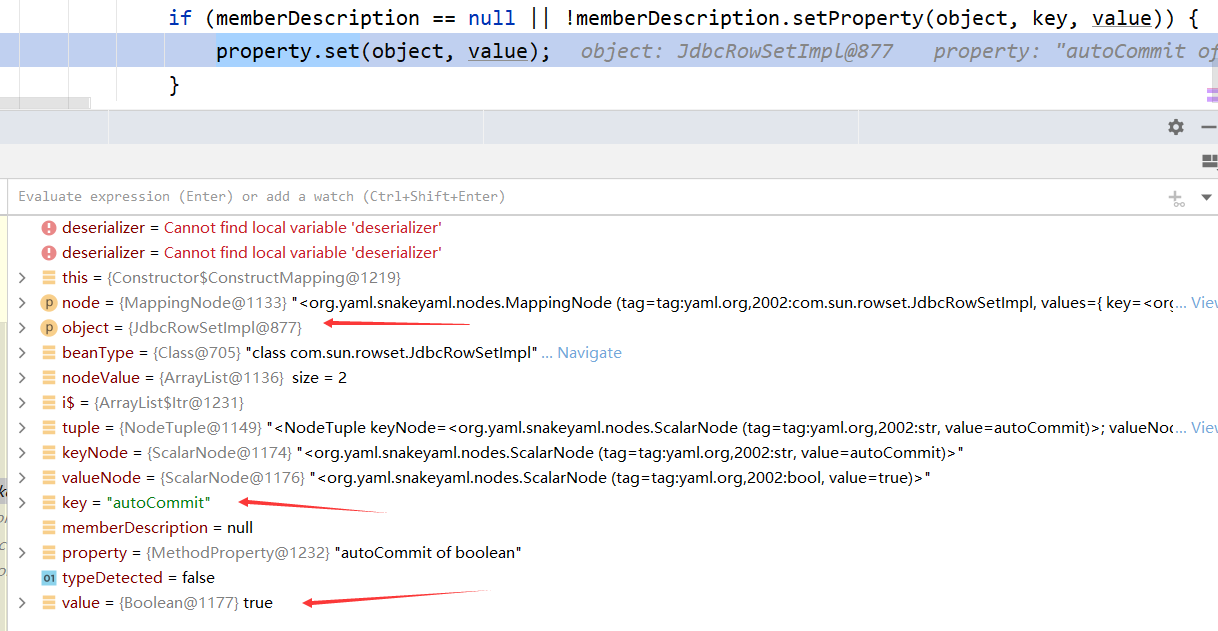 if (memberDescription == null || !memberDescription.setProperty(object, key, value)) {
property.set(object, value); object: JdbcRowSetImpl@877 property: "autoCommit of
}
Evaluate expression (Enter) or add a watch (Ctrl+Shift+Enter)
deserializer = Cannot find local variable 'deserializer'
deserializer = Cannot find local variable 'deserializer'
this = {Constructor$ConstructMapping@1219}
p node = {MappingNode@1133} "<org.yaml.snakeyaml.nodes.MappingNode (tag=tag:yaml.org,2002:com.sun.rowset.JdbcRowSetImpl, values={ key=<org... View
p object = {JdbcRowSetImpl@877}
beanType = {Class@705} "class com.sun.rowset.JdbcRowSetImpl" ... Navigate
nodeValue = {ArrayList@1136} size = 2
i$ = {ArrayList$Itr@1231}
tuple = {NodeTuple@1149} "<NodeTuple keyNode=<org.yaml.snakeyaml.nodes.ScalarNode (tag=tag:yaml.org,2002:str, value=autoCommit)>; valueNo... View
keyNode = {ScalarNode@1174} "<org.yaml.snakeyaml.nodes.ScalarNode (tag=tag:yaml.org,2002:str, value=autoCommit)>"
valueNode = {ScalarNode@1176} "<org.yaml.snakeyaml.nodes.ScalarNode (tag=tag:yaml.org,2002:bool, value=true)>"
key = "autoCommit"
memberDescription = null
property = {MethodProperty@1232} "autoCommit of boolean"
01 typeDetected = false
value = {Boolean@1177} true